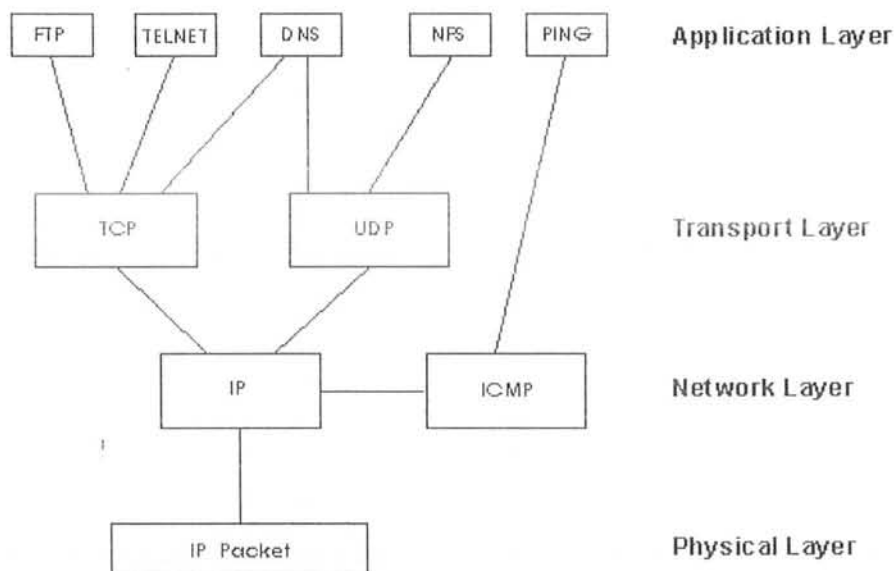 FTP TELNET DNS NFS PING Application Layer
TCP UDP Transport Layer
IP ICMP Network Layer
IP Packet Physical Layer